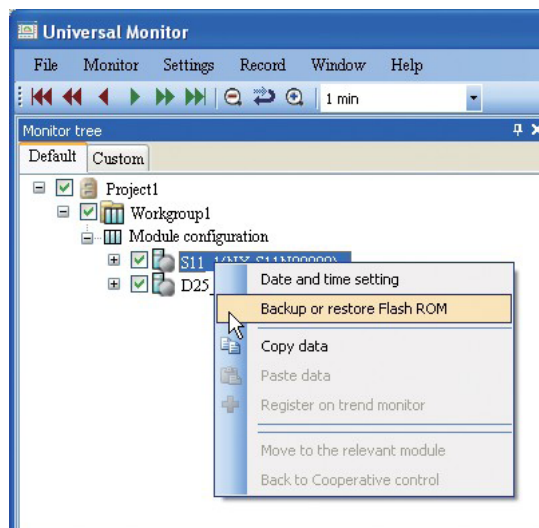 Universal Monitor
File Monitor Settings Record Window Help
1 min
Monitor tree
Default Custom
Project1
Workgroup1
Module configuration
S11
D25_
Date and time setting
Backup or restore Flash ROM
Copy data
Paste data
Register on trend monitor
Move to the relevant module
Back to Cooperative control